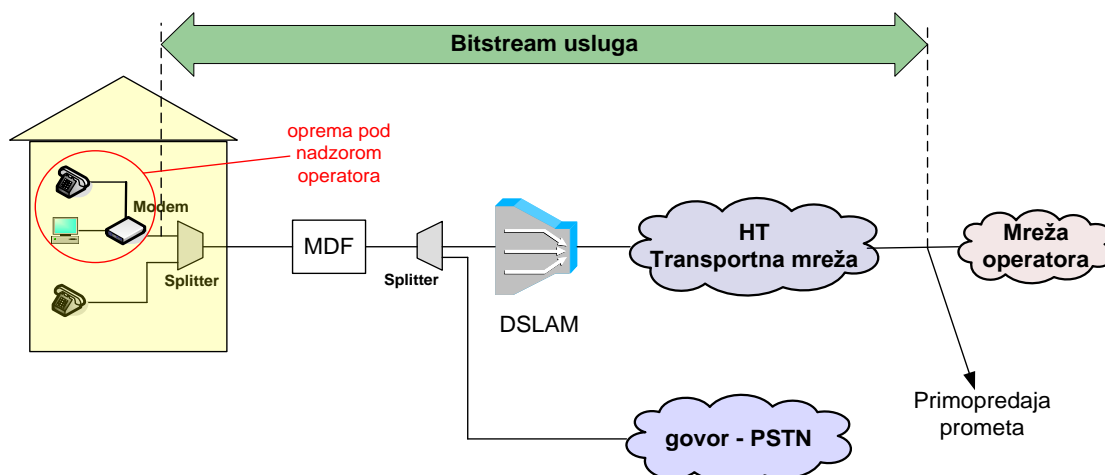 Bitstream usluga
oprema pod
nadzorom
operatora
Modem
Splitter
MDF
Splitter
DSLAM
HT
Transportna mreža
Mreža
operatora
Primopredaja
prometa
govor - PSTN